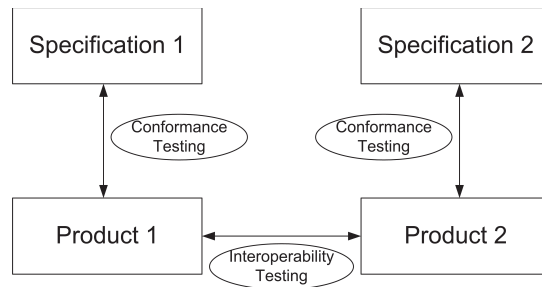 Specification 1
Specification 2
Conformance
Testing
Conformance
Testing
Product 1
Product 2
Interoperability
Testing